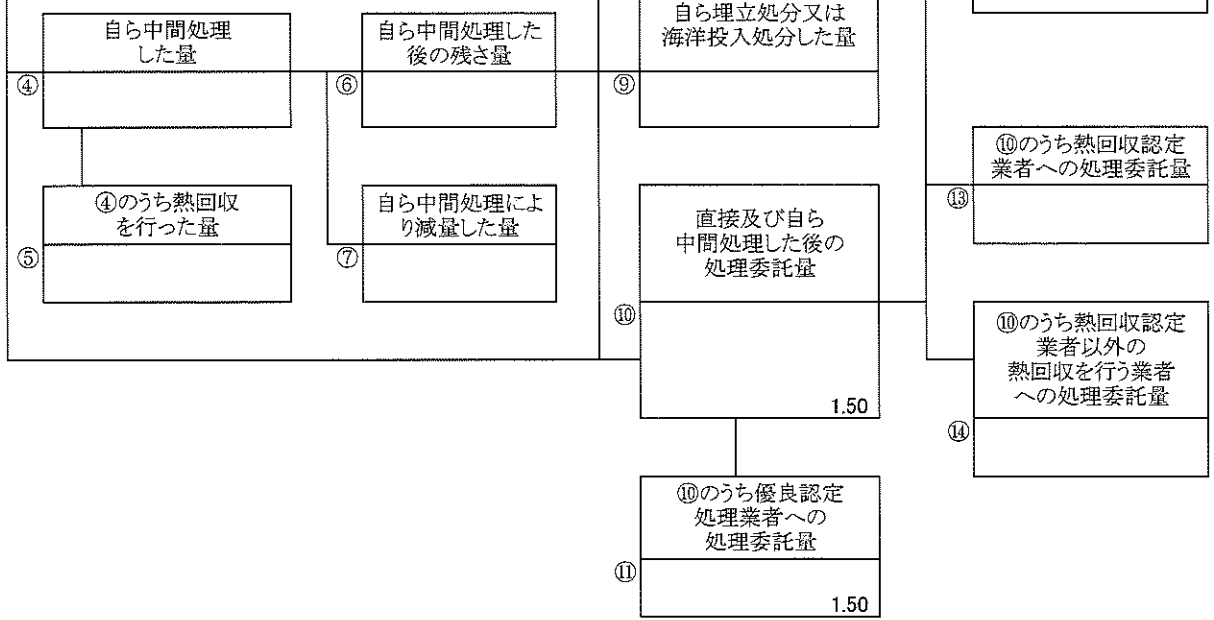 自ら中間処理
した量
④
自ら中間処理した
後の残さ量
⑥
自ら埋立処分又は
海洋投入処分した量
⑨
④のうち熱回収
を行った量
⑤
自ら中間処理によ
り減量した量
⑦
直接及び自ら
中間処理した後の
処理委託量
⑩
1.50
⑩のうち熱回収認定
業者への処理委託量
⑬
⑩のうち熱回収認定
業者以外の
熱回収を行う業者
への処理委託量
⑭
⑩のうち優良認定
処理業者への
処理委託量
⑪
1.50